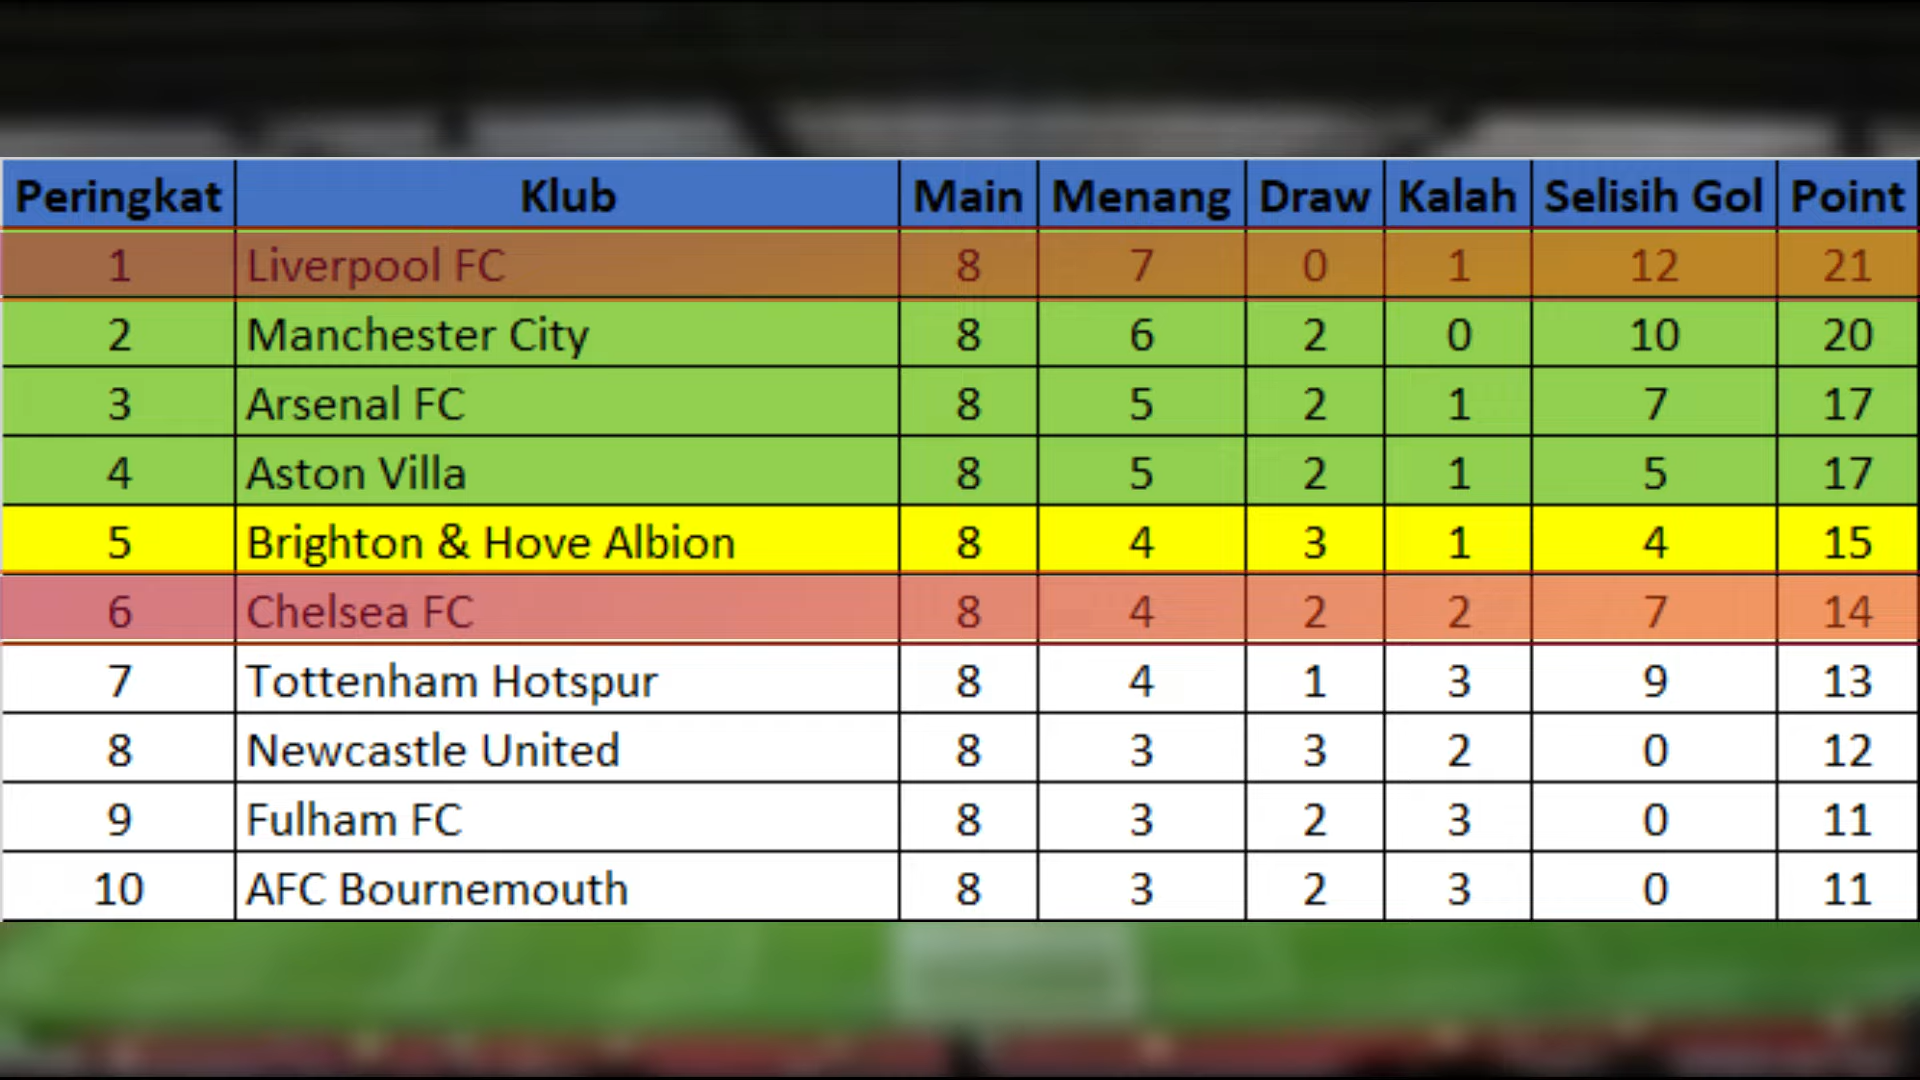 Peringkat Klub Main Menang Draw Kalah Selisih Gol Point
1 Liverpool FC 8 7 0 1 12 21
2 Manchester City 8 6 2 0 10 20
3 Arsenal FC 8 5 2 1 7 17
4 Aston Villa 8 5 2 1 5 17
5 Brighton & Hove Albion 8 4 3 1 4 15
6 Chelsea FC 8 4 2 2 7 14
7 Tottenham Hotspur 8 4 1 3 9 13
8 Newcastle United 8 3 3 2 0 12
9 Fulham FC 8 3 2 3 0 11
10 AFC Bournemouth 8 3 2 3 0 11